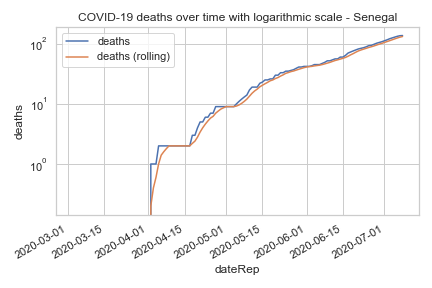 COVID-19 deaths over time with logarithmic scale - Senegal
deaths
deaths (rolling)
10²
10¹
10⁰
deaths
2020-03-01
2020-03-15
2020-04-01
2020-04-15
2020-05-01
2020-05-15
2020-06-01
2020-06-15
2020-07-01
dateRep